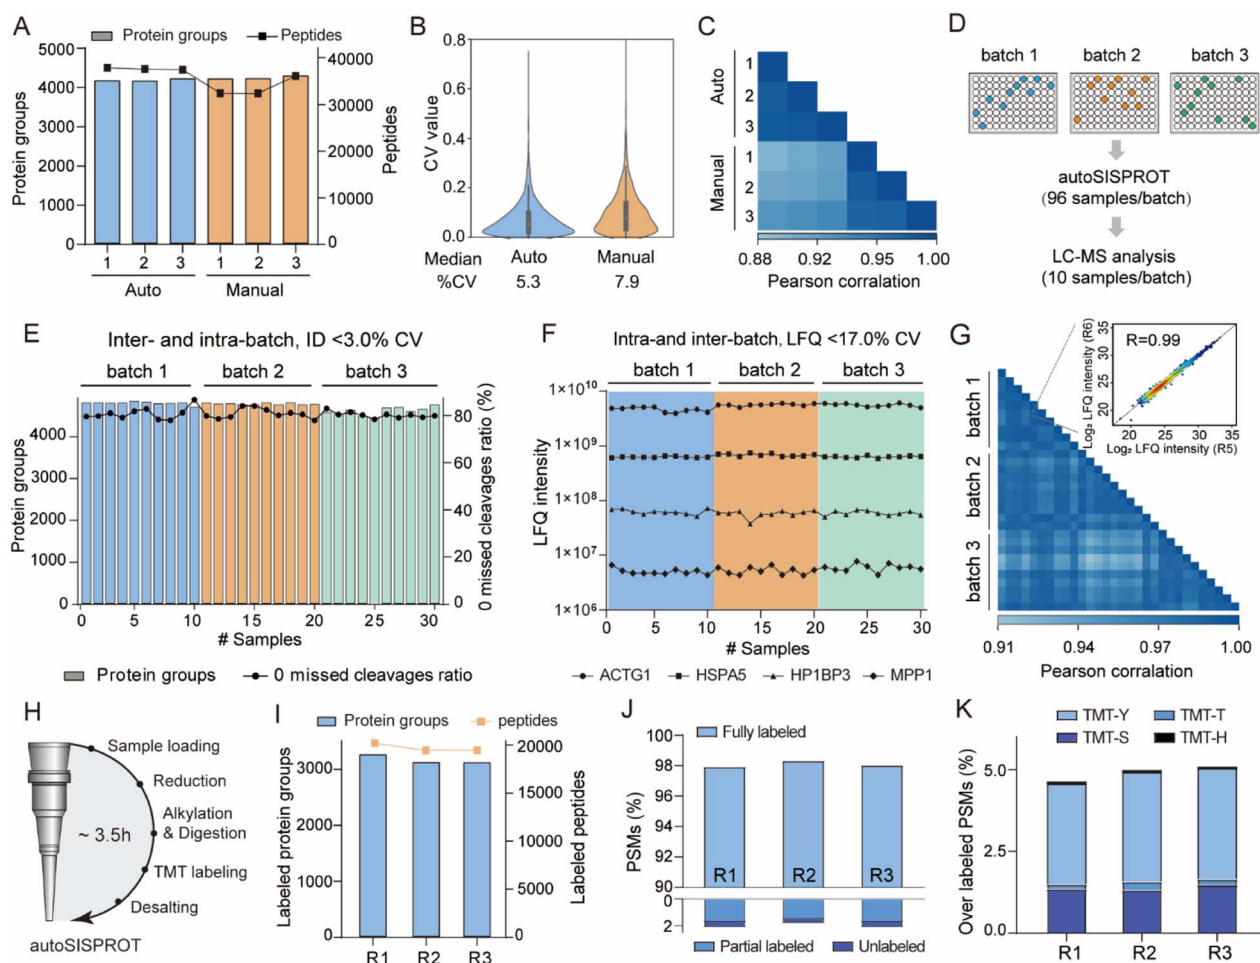 A
Protein groups
Peptides
5000
4000
3000
2000
1000
0
Protein groups
40000
30000
20000
10000
0
Peptides
1 2 3 1 2 3
Auto
Manual
B
0.8
0.6
0.4
0.2
0.0
CV value
Auto
Manual
Median
%CV
5.3
7.9
C
Auto
1
2
3
Manual
1
2
3
0.88 0.92 0.95 1.00
Pearson corralation
D
batch 1
batch 2
batch 3
autoSISPROT
(96 samples/batch)
LC-MS analysis
(10 samples/batch)
E
Inter- and intra-batch, ID <3.0% CV
batch 1
batch 2
batch 3
4000
3000
2000
1000
0
Protein groups
80
60
40
20
0
0 missed cleavages ratio (%)
0 5 10 15 20 25 30
# Samples
Protein groups
0 missed cleavages ratio
F
Intra-and inter-batch, LFQ <17.0% CV
batch 1
batch 2
batch 3
1×10¹⁰
1×10⁹
1×10⁸
1×10⁷
1×10⁶
LFQ intensity
0 5 10 15 20 25 30
# Samples
ACTG1
HSPA5
HP1BP3
MPP1
G
batch 1
batch 2
batch 3
Log₂ LFQ intensity (R6)
35
30
25
20
R=0.99
20 25 30 35
Log₂ LFQ intensity (R5)
0.91 0.94 0.97 1.00
Pearson corralation
H
Sample loading
Reduction
Alkylation
& Digestion
~ 3.5h
TMT labeling
Desalting
autoSISPROT
I
Protein groups
peptides
3000
2000
1000
0
Labeled protein groups
20000
15000
10000
5000
0
Labeled peptides
R1 R2 R3
J
Fully labeled
100
98
96
94
92
90
0
2
PSMs (%)
R1 R2 R3
Partial labeled
Unlabeled
K
TMT-Y
TMT-T
TMT-S
TMT-H
5.0
2.5
0.0
Over labeled PSMs (%)
R1 R2 R3